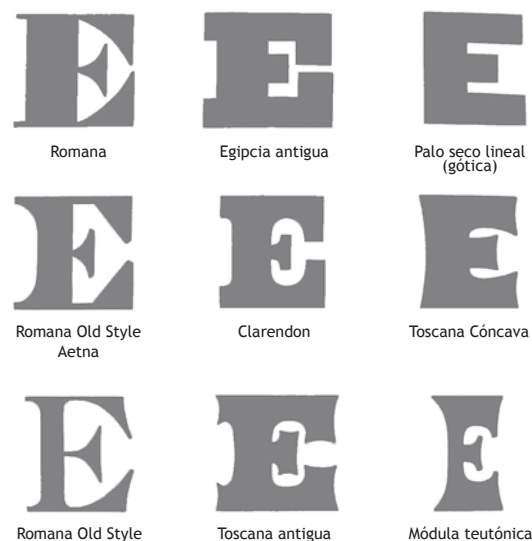 E E E
Romana Egipcia antigua Palo seco lineal
(gótica)
E E E
Romana Old Style Clarendon Toscana Cóncava
Aetna
E E E
Romana Old Style Toscana antigua Módula teutónica